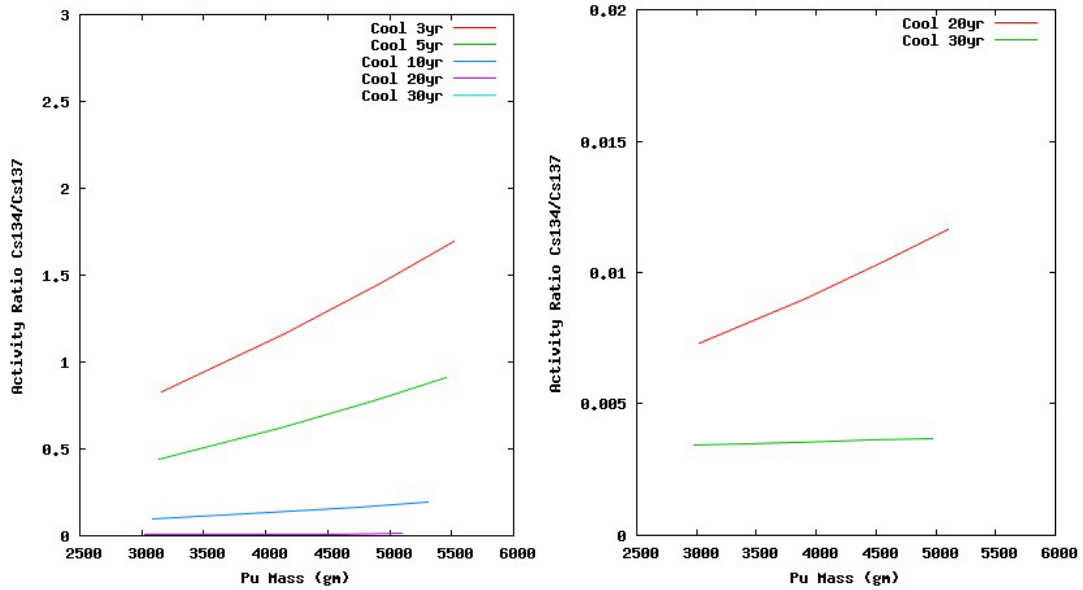 3
2.5
2
1.5
1
0.5
0
2500 3000 3500 4000 4500 5000 5500 6000
Activity Ratio Cs134/Cs137
Pu Mass (gm)
Cool 3yr
Cool 5yr
Cool 10yr
Cool 20yr
Cool 30yr
0.02
0.015
0.01
0.005
0
2500 3000 3500 4000 4500 5000 5500 6000
Activity Ratio Cs134/Cs137
Pu Mass (gm)
Cool 20yr
Cool 30yr